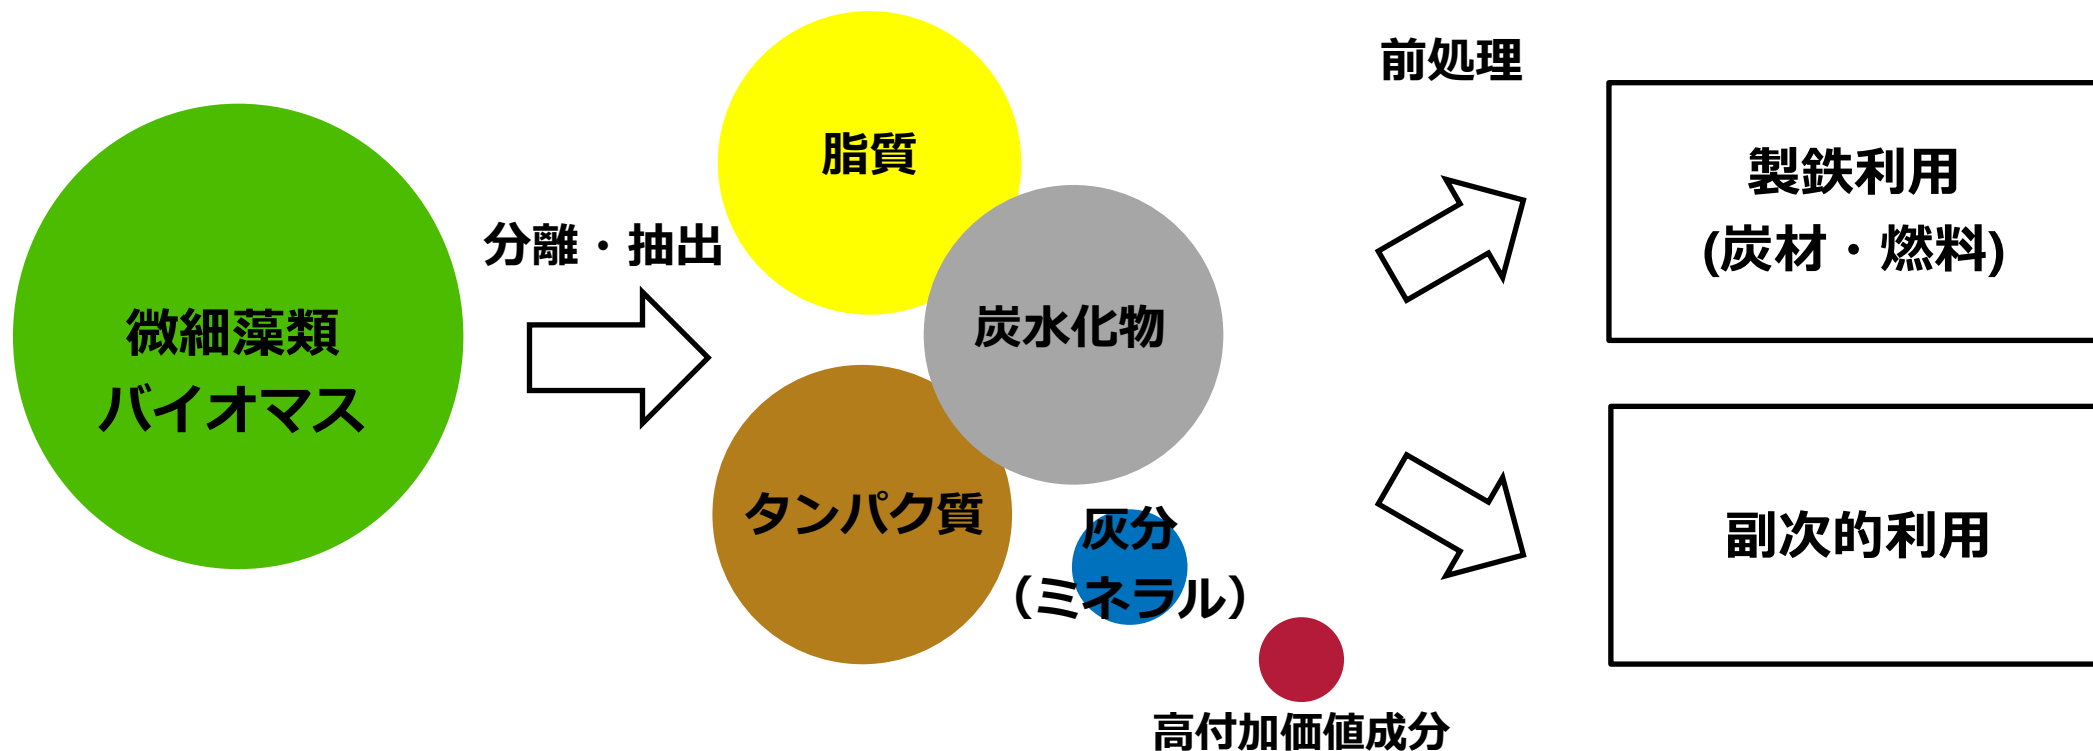 微細藻類
バイオマス
分離・抽出
脂質
炭水化物
タンパク質
灰分
（ミネラル）
高付加価値成分
前処理
製鉄利用
(炭材・燃料)
副次的利用